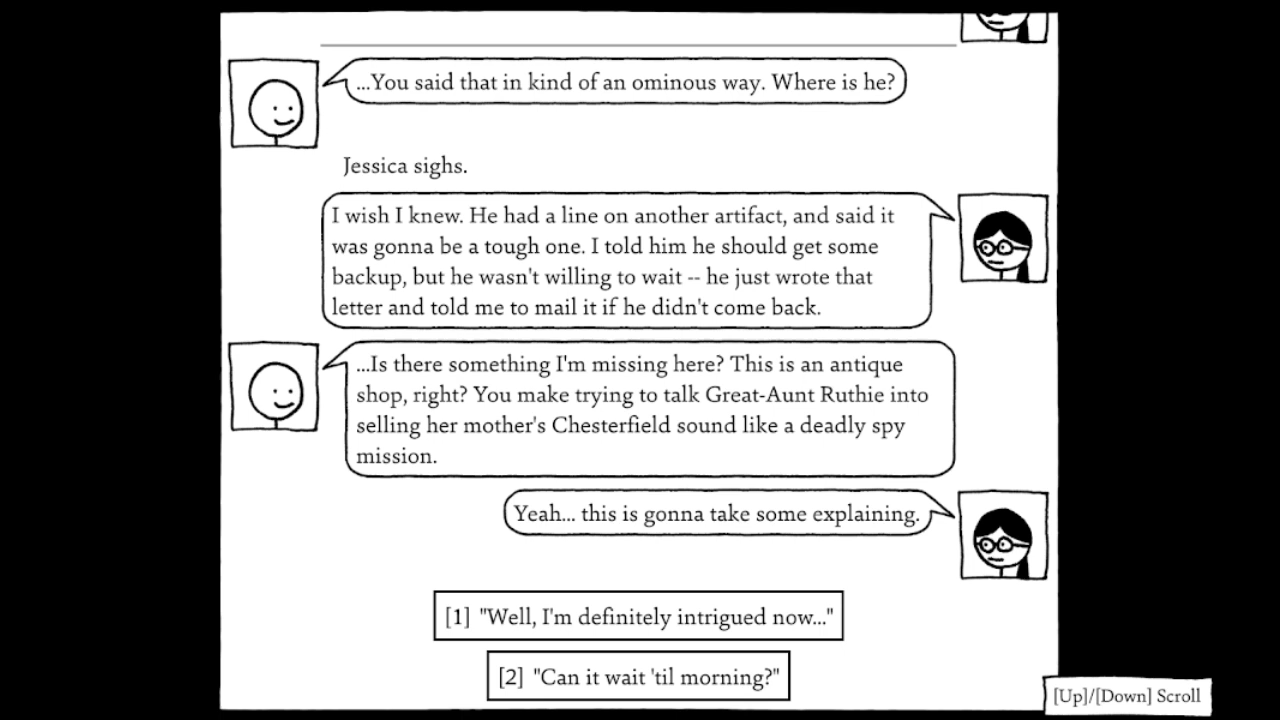 ...You said that in kind of an ominous way. Where is he?
Jessica sighs.
I wish I knew. He had a line on another artifact, and said it
was gonna be a tough one. I told him he should get some
backup, but he wasn't willing to wait -- he just wrote that
letter and told me to mail it if he didn't come back.
...Is there something I'm missing here? This is an antique
shop, right? You make trying to talk Great-Aunt Ruthie into
selling her mother's Chesterfield sound like a deadly spy
mission.
Yeah... this is gonna take some explaining.
[1] "Well, I'm definitely intrigued now..."
[2] "Can it wait 'til morning?"
[Up]/[Down] Scroll